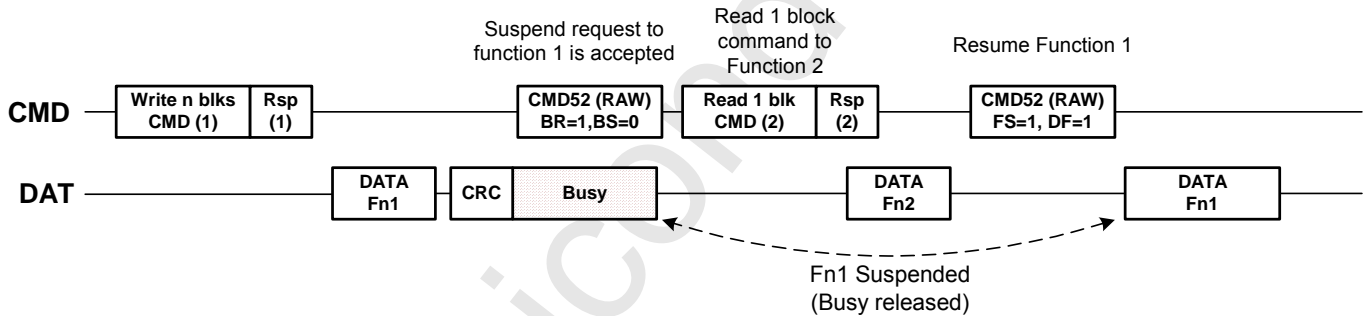 Suspend request to
function 1 is accepted
Read 1 block
command to
Function 2
Resume Function 1
CMD
Write n blks
CMD (1)
Rsp
(1)
CMD52 (RAW)
BR=1,BS=0
Read 1 blk
CMD (2)
Rsp
(2)
CMD52 (RAW)
FS=1, DF=1
DAT
DATA
Fn1
CRC
Busy
DATA
Fn2
DATA
Fn1
Fn1 Suspended
(Busy released)